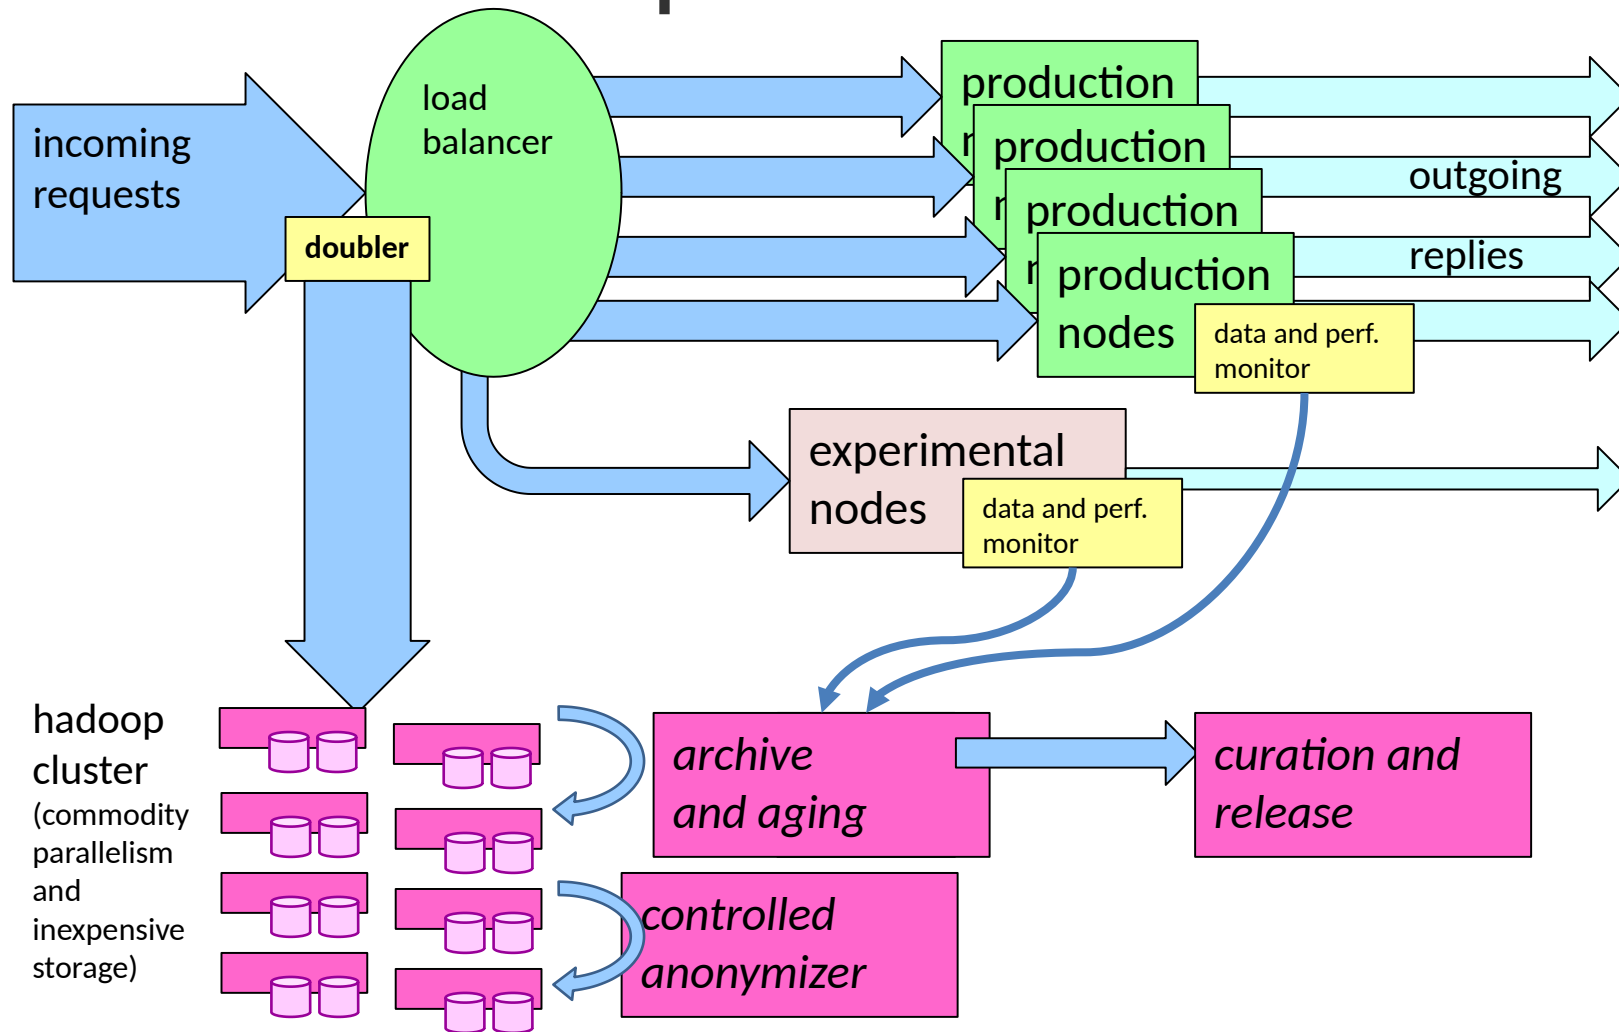 incoming
requests
load
balancer
doubler
production
production
production
production
nodes
outgoing
replies
data and perf.
monitor
experimental
nodes
data and perf.
monitor
hadoop
cluster
(commodity
parallelism
and
inexpensive
storage)
archive
and aging
curation and
release
controlled
anonymizer